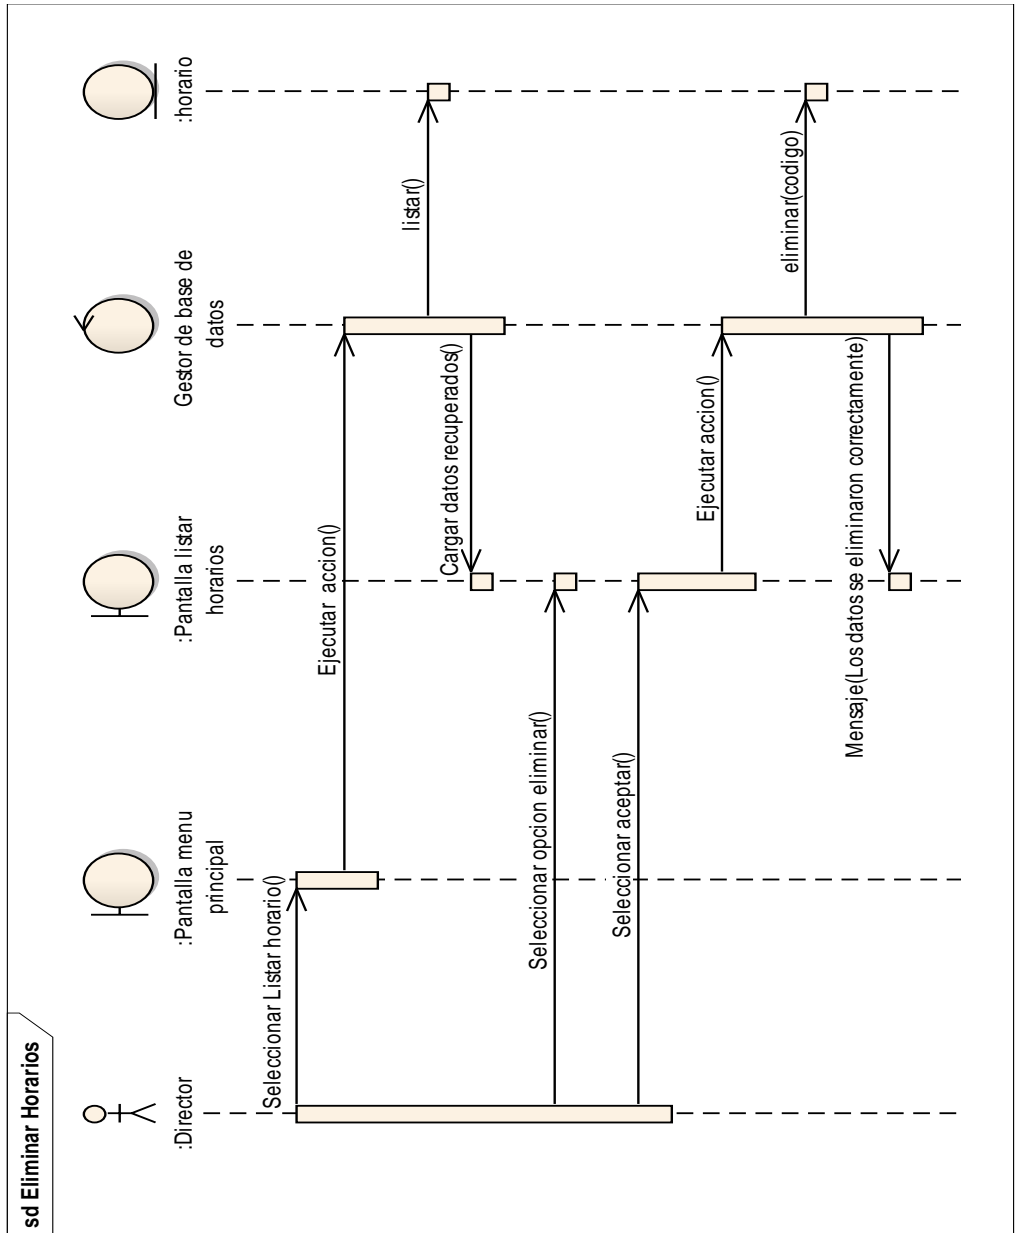 sd Eliminar Horarios
:Director
:Pantalla menu
principal
:Pantalla listar
horarios
Gestor de base de
datos
:horario
Seleccionar Listar horario()
Ejecutar accion()
listar()
Cargar datos recuperados()
Seleccionar opcion eliminar()
Seleccionar aceptar()
Ejecutar accion()
eliminar(codigo)
Mensaje(Los datos se eliminaron correctamente)